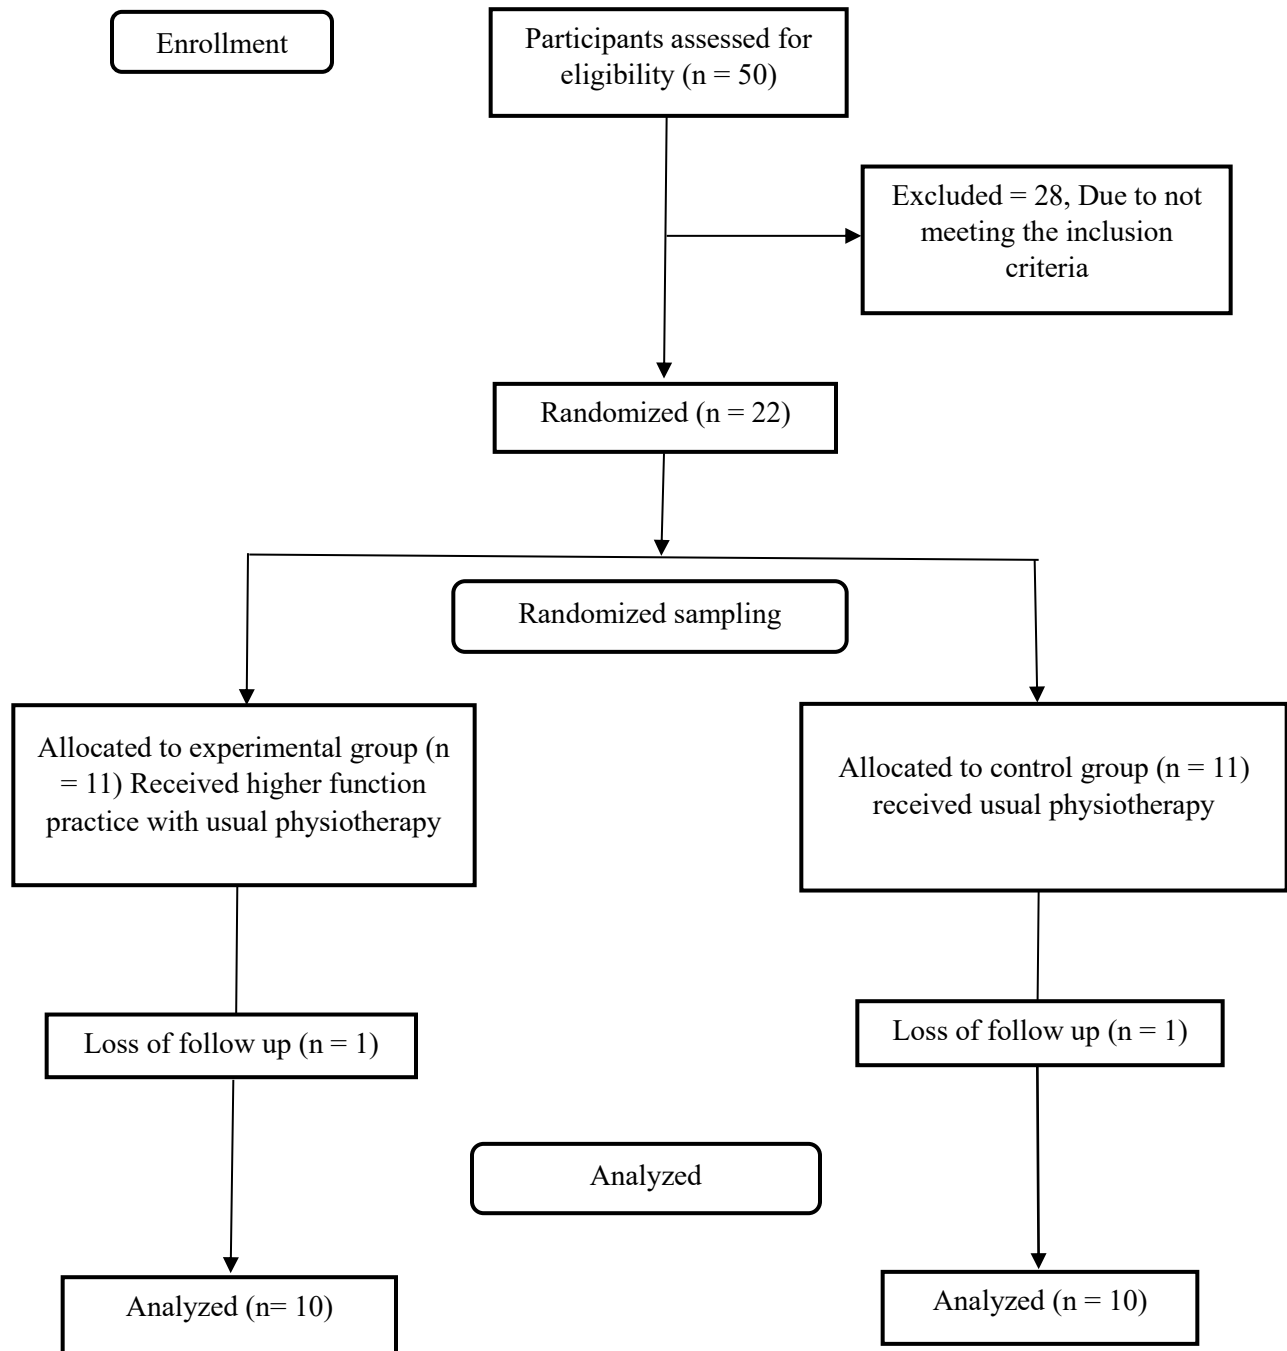 Enrollment
Participants assessed for
eligibility (n = 50)
Excluded = 28, Due to not
meeting the inclusion
criteria
Randomized (n = 22)
Randomized sampling
Allocated to experimental group (n
= 11) Received higher function
practice with usual physiotherapy
Allocated to control group (n = 11)
received usual physiotherapy
Loss of follow up (n = 1)
Loss of follow up (n = 1)
Analyzed
Analyzed (n= 10)
Analyzed (n = 10)